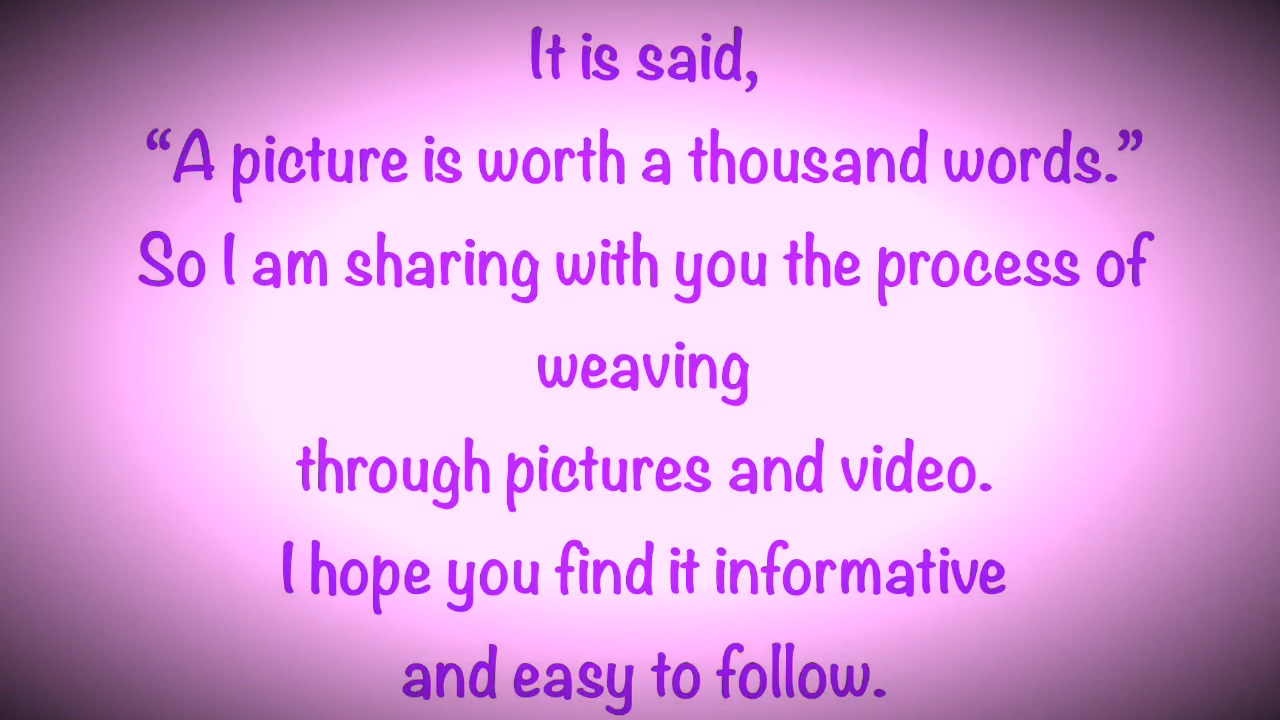 It is said,
“A picture is worth a thousand words.”
So I am sharing with you the process of
weaving
through pictures and video.
I hope you find it informative
and easy to follow.